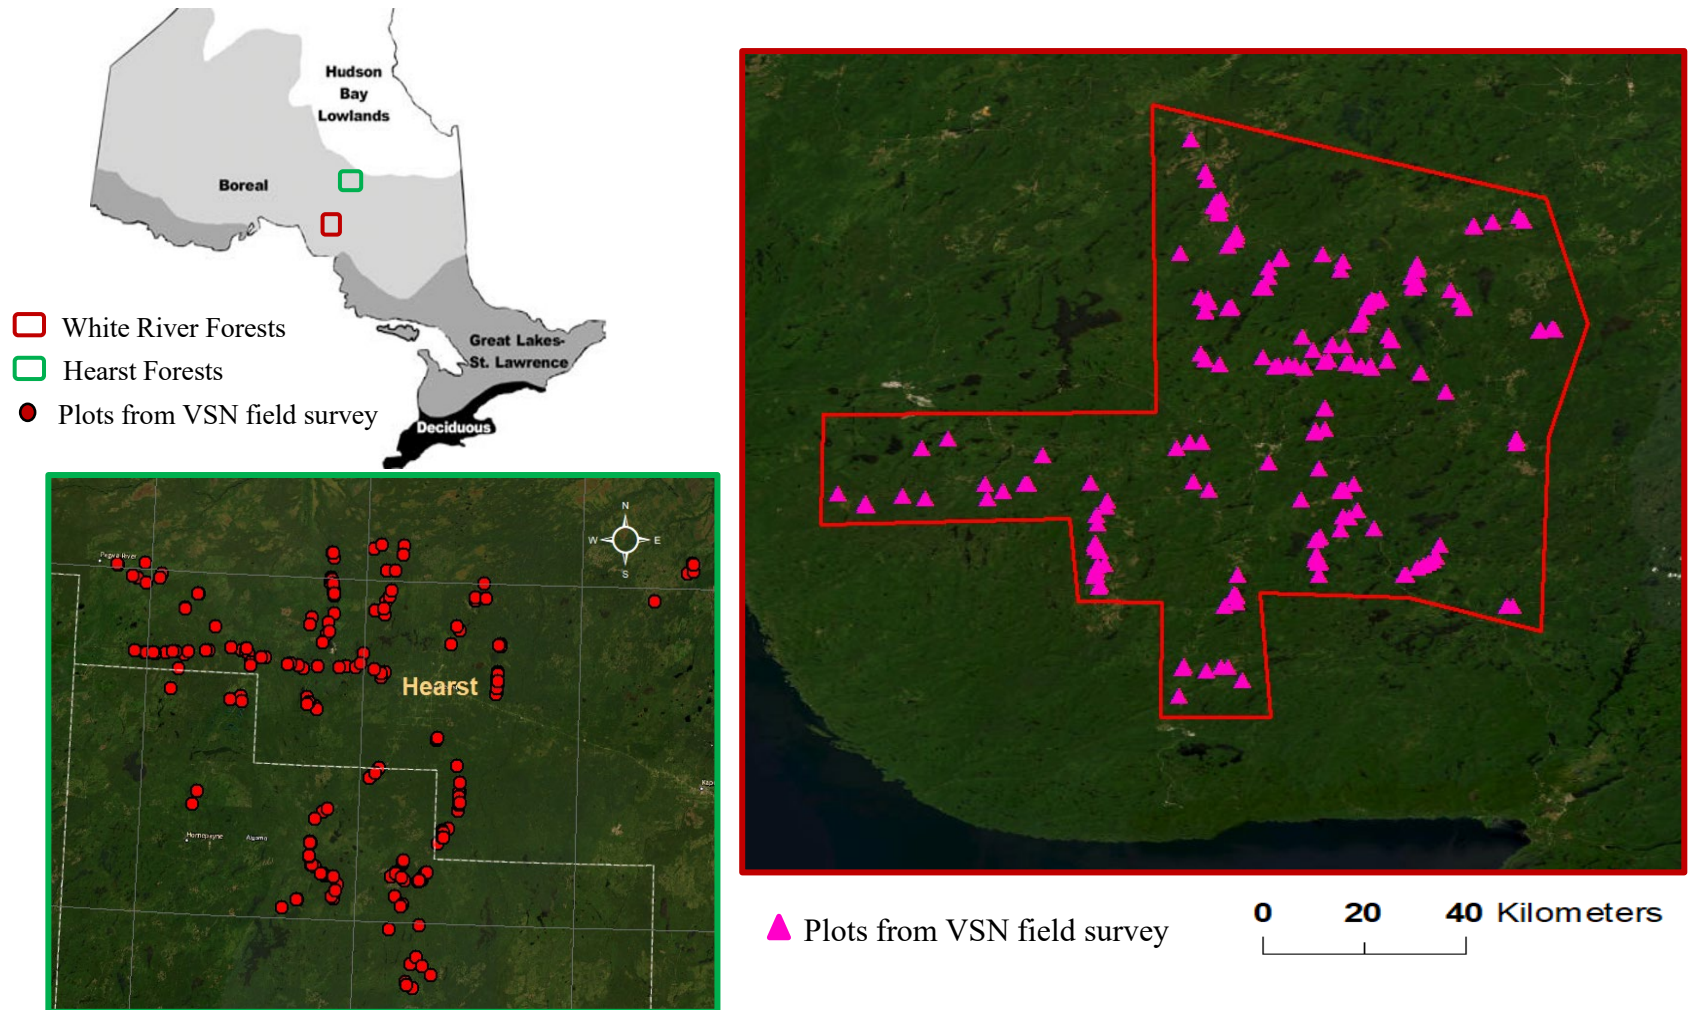 Hudson
Bay
Lowlands
Boreal
Great Lakes-
St. Lawrence
Deciduous
White River Forests
Hearst Forests
Plots from VSN field survey
N
W E
S
Hearst
Hornepayne
Plots from VSN field survey
0 20 40 Kilometers